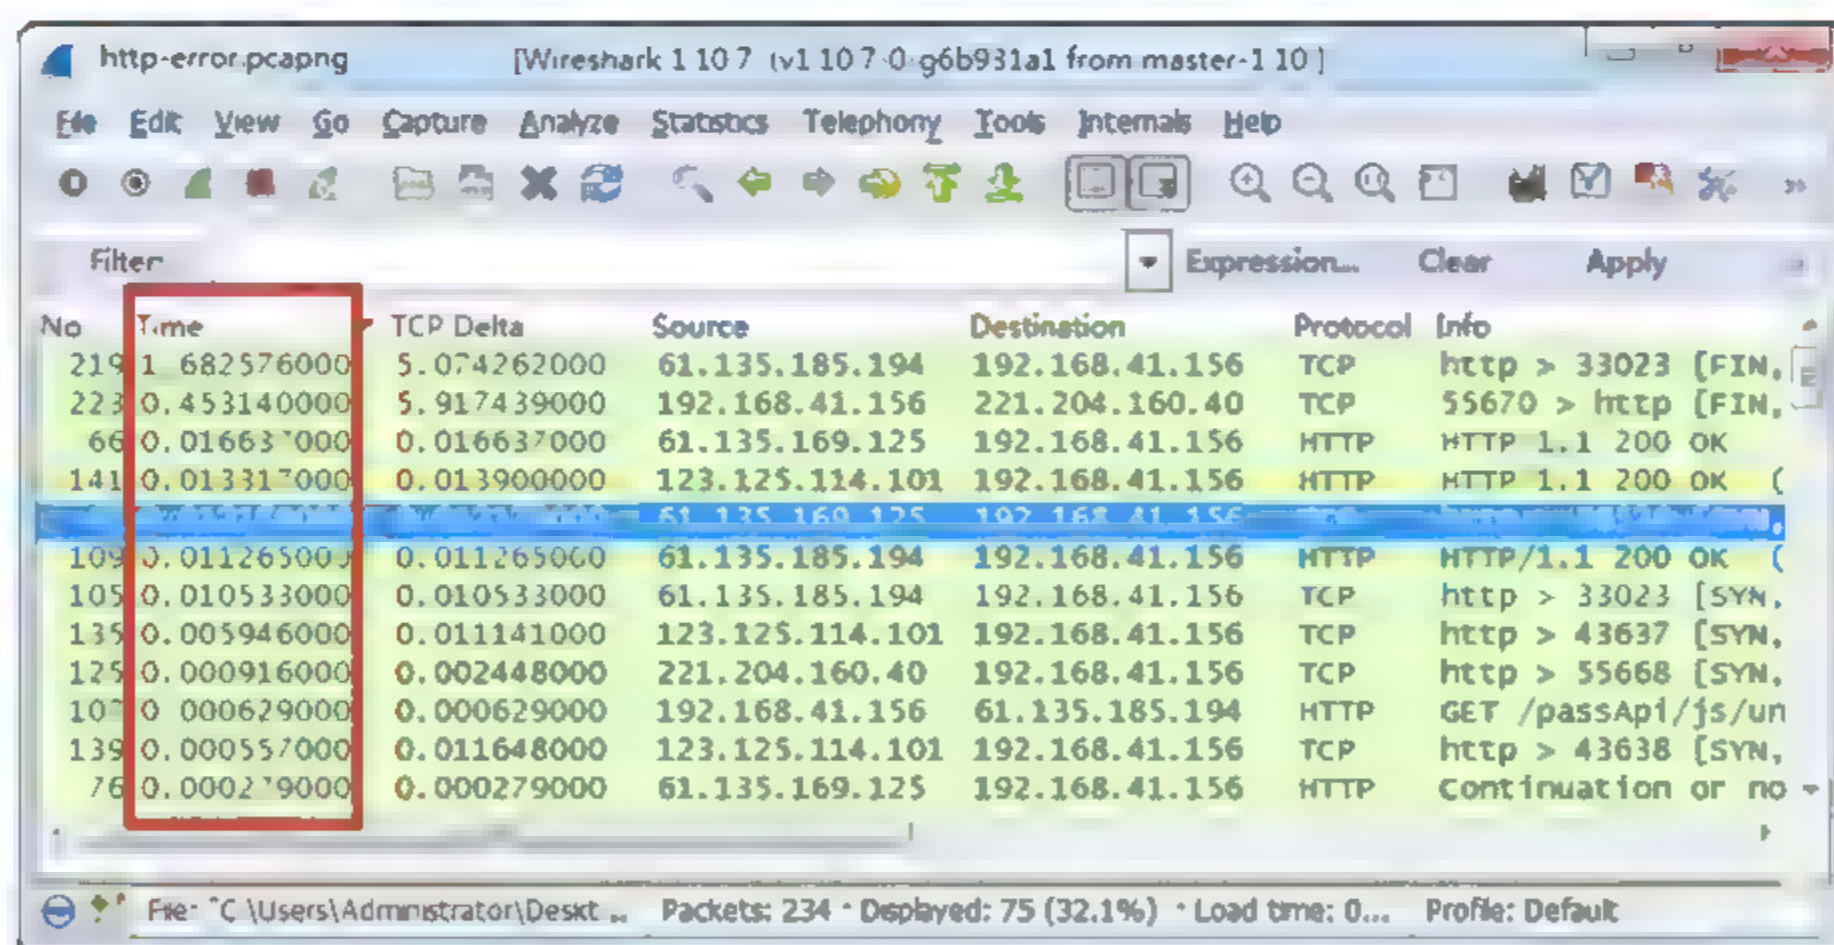 http-error.pcapng [Wireshark 1.10.7 (v1.10.7-0-g6b931a1 from master-1.10)]
File Edit View Go Capture Analyze Statistics Telephony Tools Internals Help
Filter: Expression... Clear Apply
No Time TCP Delta Source Destination Protocol Info
219 1.682576000 5.074262000 61.135.185.194 192.168.41.156 TCP http > 33023 [FIN,
223 0.453140000 5.917439000 192.168.41.156 221.204.160.40 TCP 55670 > http [FIN,
66 0.016637000 0.016637000 61.135.169.125 192.168.41.156 HTTP HTTP 1.1 200 OK
141 0.013317000 0.013900000 123.125.114.101 192.168.41.156 HTTP HTTP 1.1 200 OK (
61.135.169.125 192.168.41.156
109 0.011265000 0.011265000 61.135.185.194 192.168.41.156 HTTP HTTP/1.1 200 OK (
105 0.010533000 0.010533000 61.135.185.194 192.168.41.156 TCP http > 33023 [SYN,
135 0.005946000 0.011141000 123.125.114.101 192.168.41.156 TCP http > 43637 [SYN,
125 0.000916000 0.002448000 221.204.160.40 192.168.41.156 TCP http > 55668 [SYN,
107 0.000629000 0.000629000 192.168.41.156 61.135.185.194 HTTP GET /passApi/js/un
139 0.000557000 0.011648000 123.125.114.101 192.168.41.156 TCP http > 43638 [SYN,
76 0.000279000 0.000279000 61.135.169.125 192.168.41.156 HTTP Continuation or no
File: "C:\Users\Administrator\Deskt... Packets: 234 · Displayed: 75 (32.1%) · Load time: 0... Profile: Default